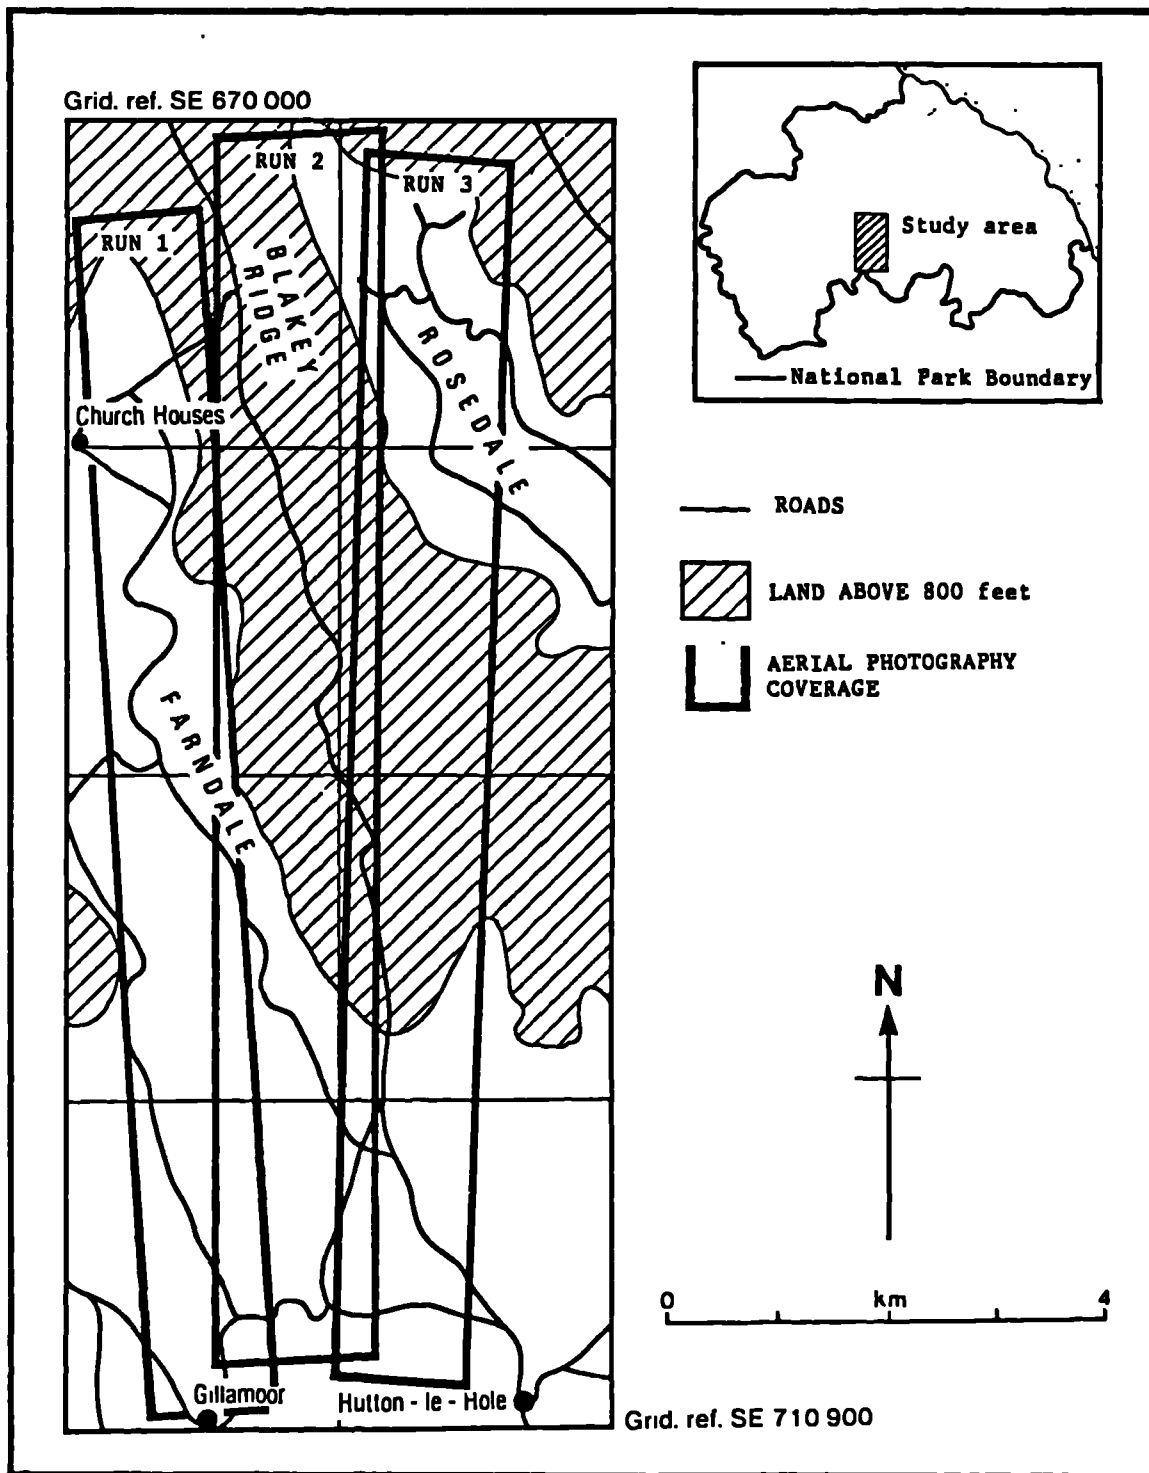 Grid. ref. SE 670 000
RUN 2
RUN 3
RUN 1
BLAKEY
RIDGE
ROSEDALE
Church Houses
FARNDALE
Gillamoor
Hutton - le - Hole
Grid. ref. SE 710 900
Study area
National Park Boundary
ROADS
LAND ABOVE 800 feet
AERIAL PHOTOGRAPHY
COVERAGE
N
0 km 4